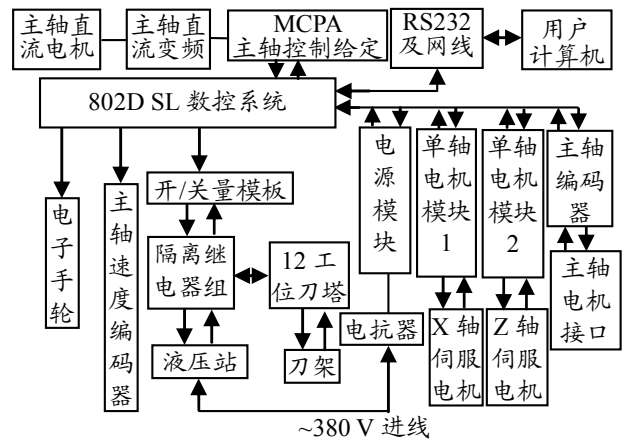 主轴直
流电机
主轴直
流变频
MCPA
主轴控制给定
RS232
及网线
用户
计算机
802D SL 数控系统
电子手轮
主轴速度编码器
开/关量模板
隔离继
电器组
液压站
12 工
位刀塔
刀架
电源模块
电抗器
单轴
电机
模块
1
单轴
电机
模块
2
主轴
编码
器
X 轴
伺服
电机
Z 轴
伺服
电机
主轴
电机
接口
~380 V 进线